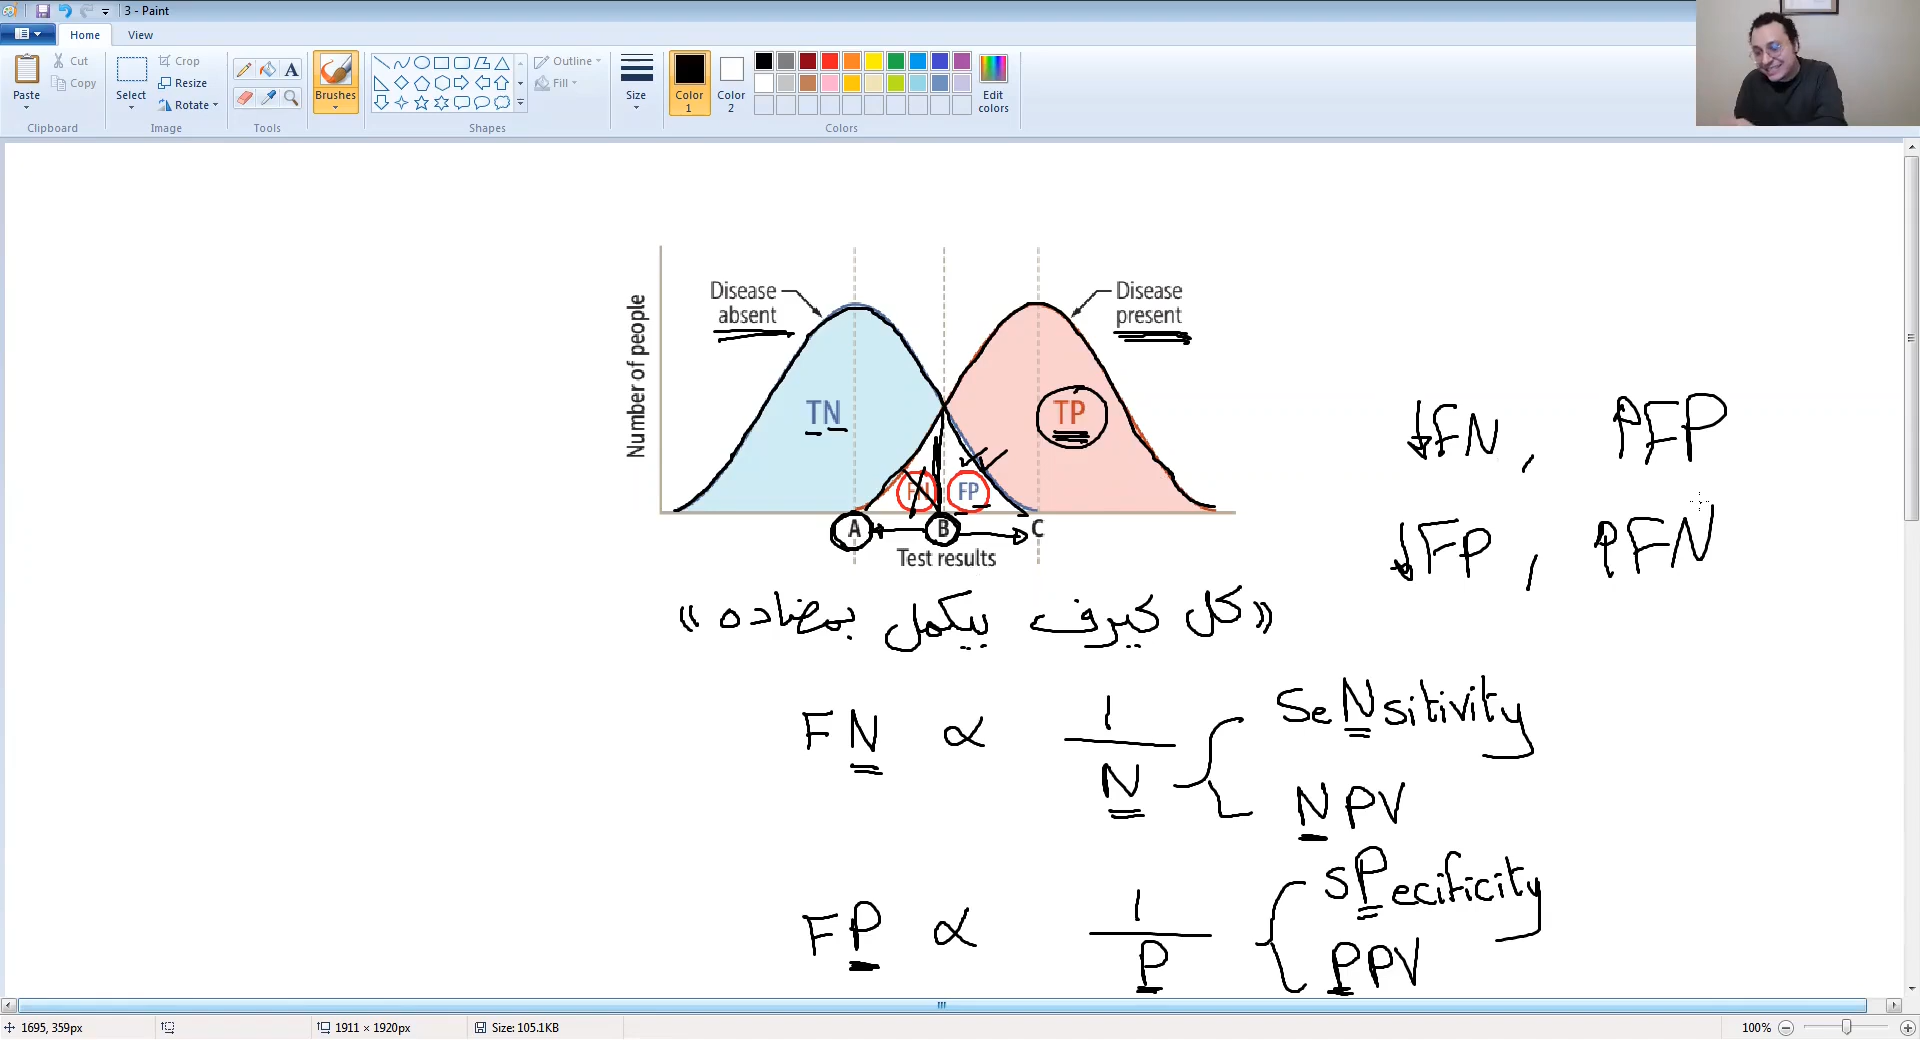 3 - Paint
Home
View
Paste
Cut
Copy
Clipboard
Select
Crop
Resize
Rotate
Image
Tools
Brushes
Shapes
Outline
Fill
Size
Color 1
Color 2
Edit colors
Colors
Number of people
Disease absent
Disease present
TN
TP
FN
FP
A
B
C
Test results
↓FN , ↑FP
↓FP , ↑FN
«كل كيرف بيكمل بمضاده»
FN ∝ 1/N { SeNsitivity
NPV
FP ∝ 1/P { sPecificity
PPV
1695, 359px
1911 × 1920px
Size: 105.1KB
100%